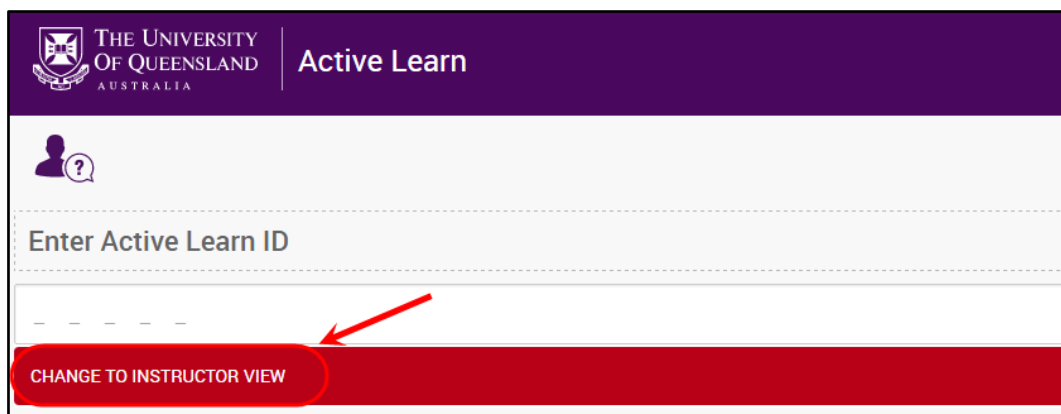 THE UNIVERSITY
OF QUEENSLAND
AUSTRALIA
Active Learn
?
Enter Active Learn ID
_ _ _ _ _
CHANGE TO INSTRUCTOR VIEW